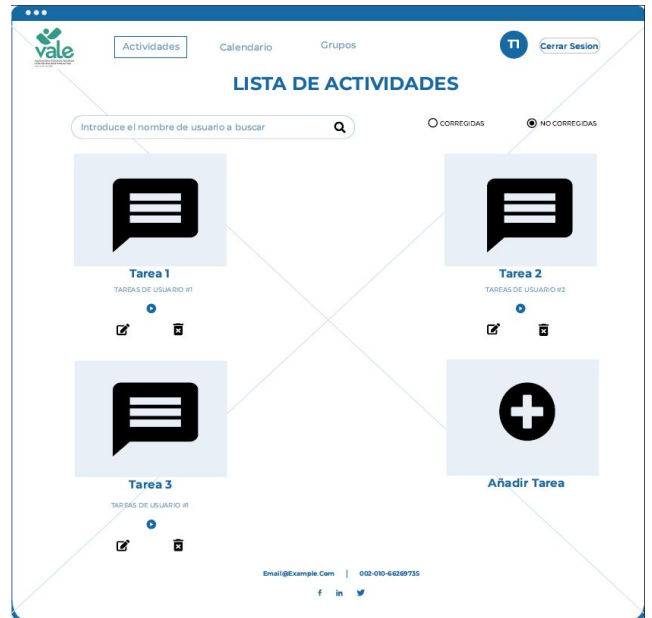 vale
Actividades
Calendario
Grupos
T1
Cerrar Sesion
LISTA DE ACTIVIDADES
Introduce el nombre de usuario a buscar
CORREGIDAS
NO CORREGIDAS
Tarea 1
TAREAS DE USUARIO #1
Tarea 2
TAREAS DE USUARIO #2
Tarea 3
TAREAS DE USUARIO #1
Añadir Tarea
Email@Example.Com | 002-010-66269735